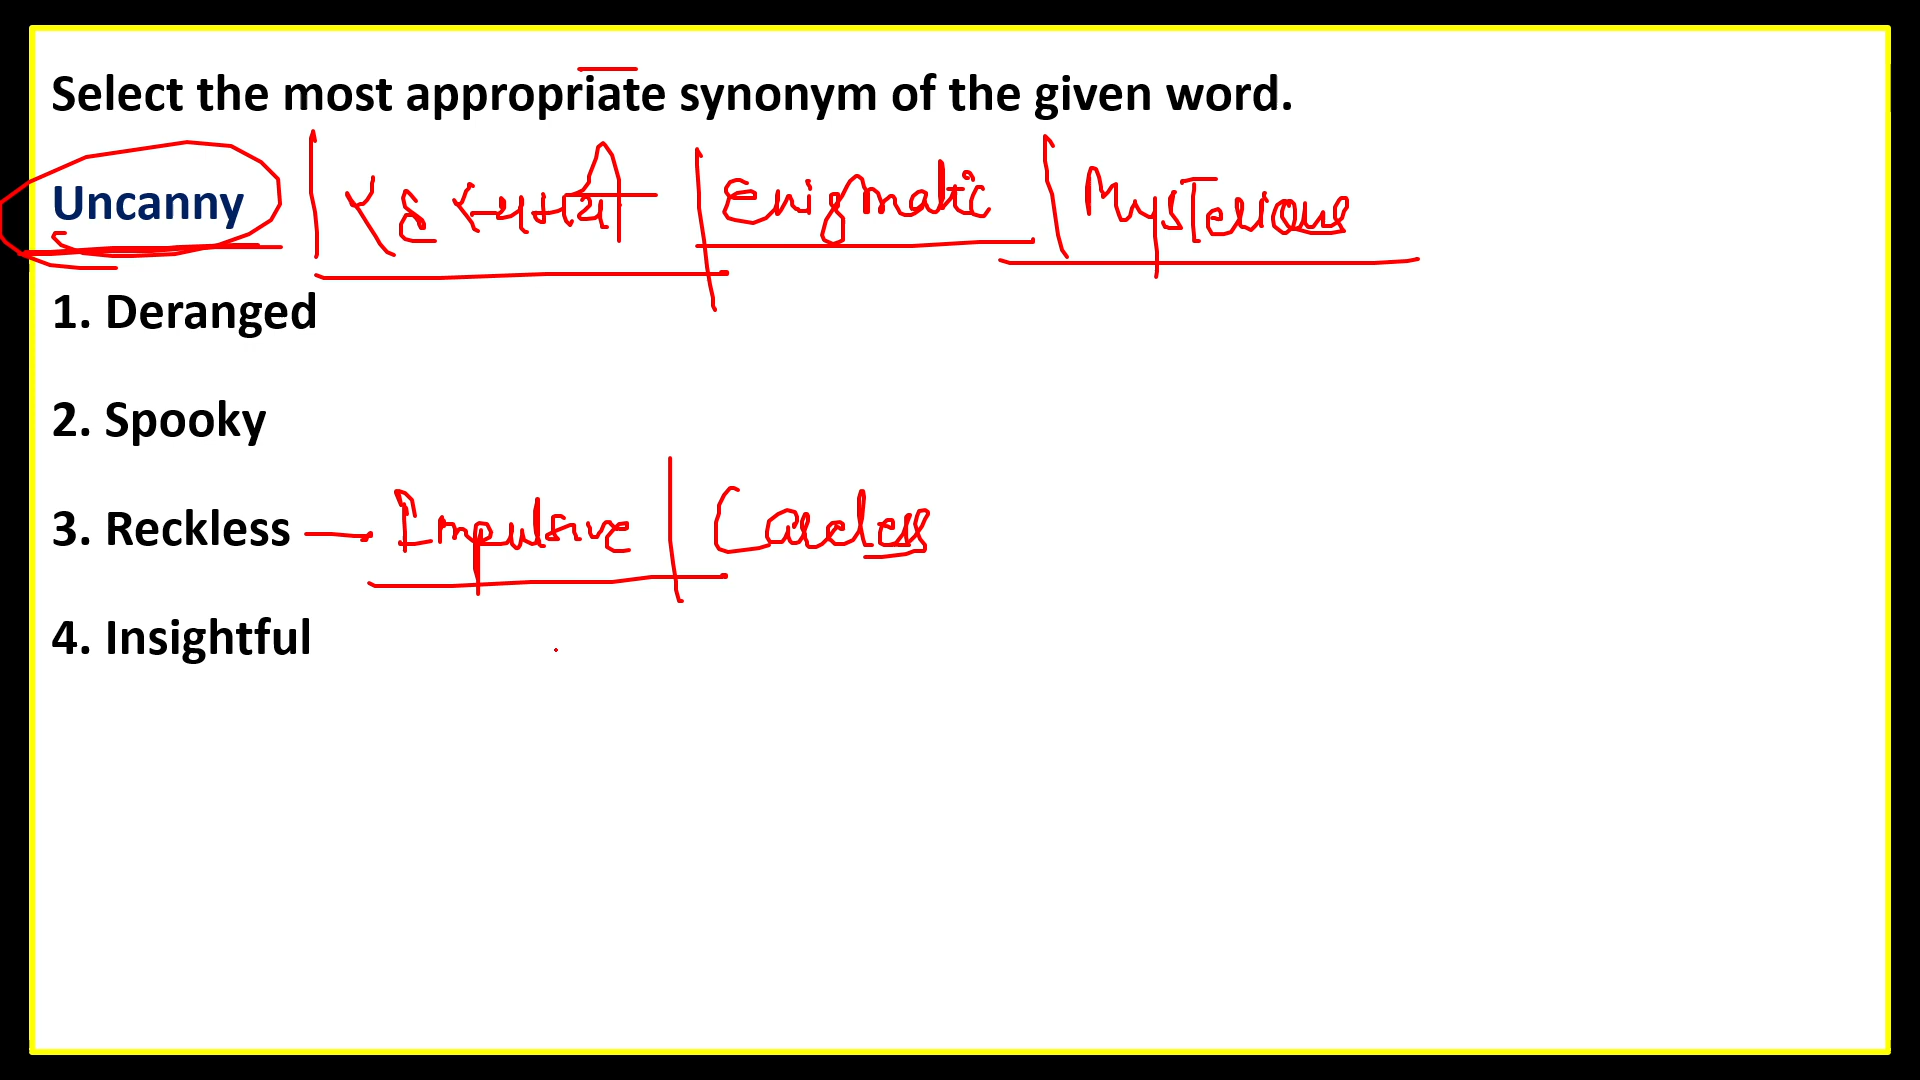 Select the most appropriate synonym of the given word.
Uncanny | रहस्यमयी | Enigmatic | Mysterious
1. Deranged
2. Spooky
3. Reckless — Impulsive | Careless
4. Insightful